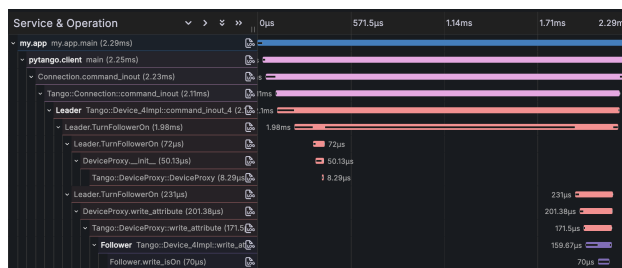 Service & Operation 0µs 571.5µs 1.14ms 1.71ms 2.29m
my.app my.app.main (2.29ms)
pytango.client main (2.25ms)
Connection.command_inout (2.23ms) s
Tango::Connection::command_inout (2.11ms) 11ms
Leader Tango::Device_4Impl::command_inout_4 (2. .1ms
Leader.TurnFollowerOn (1.98ms) 1.98ms
Leader.TurnFollowerOn (72µs) 72µs
DeviceProxy.__init__ (50.13µs) 50.13µs
Tango::DeviceProxy::DeviceProxy (8.29µs) 8.29µs
Leader.TurnFollowerOn (231µs) 231µs
DeviceProxy.write_attribute (201.38µs) 201.38µs
Tango::DeviceProxy::write_attribute (171.5µ 171.5µs
Follower Tango::Device_4Impl::write_at 159.67µs
Follower.write_isOn (70µs) 70µs